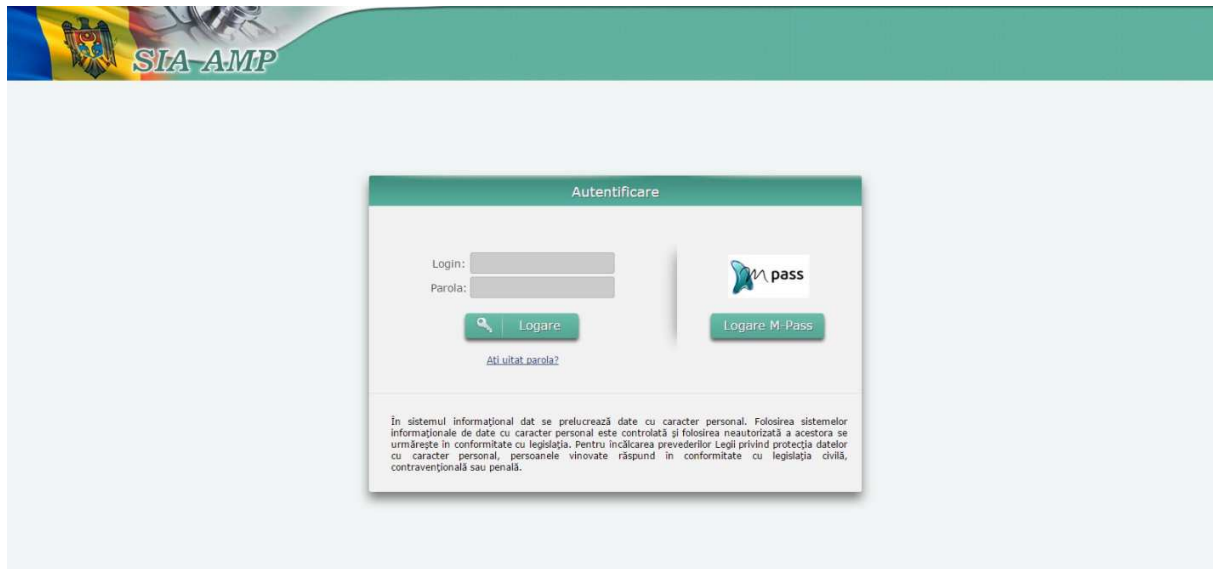 SIA-AMP
Autentificare
Login:
Parola:
Logare
Ați uitat parola?
pass
Logare M-Pass
În sistemul informațional dat se prelucrează date cu caracter personal. Folosirea sistemelor
informaționale de date cu caracter personal este controlată și folosirea neautorizată a acestora se
urmărește in conformitate cu legislația. Pentru incălcarea prevederilor Legii privind protecția datelor
cu caracter personal, persoanele vinovate răspund in conformitate cu legislația civilă,
contravențională sau penală.